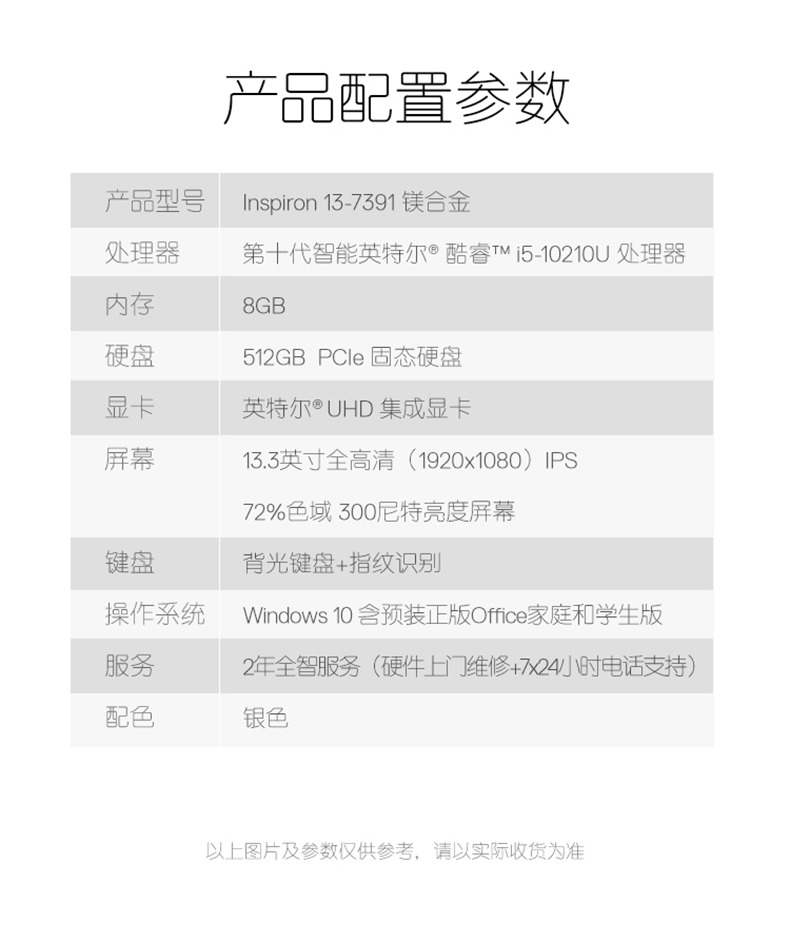 产品配置参数
产品型号 Inspiron 13-7391 镁合金
处理器 第十代智能英特尔® 酷睿™ i5-10210U 处理器
内存 8GB
硬盘 512GB PCIe 固态硬盘
显卡 英特尔® UHD 集成显卡
屏幕 13.3英寸全高清（1920x1080）IPS
72%色域 300尼特亮度屏幕
键盘 背光键盘+指纹识别
操作系统 Windows 10 含预装正版Office家庭和学生版
服务 2年全智服务（硬件上门维修+7x24小时电话支持）
配色 银色
以上图片及参数仅供参考，请以实际收货为准